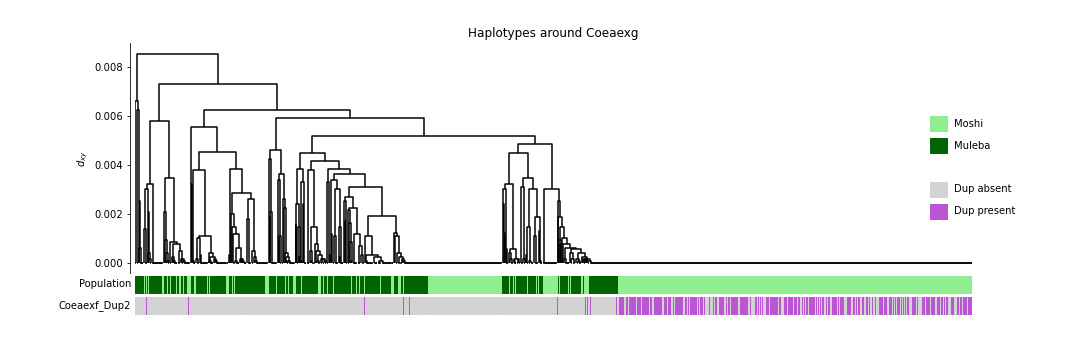 Haplotypes around Coeaexg
0.008
0.006
0.004
0.002
0.000
dxy
Moshi
Muleba
Dup absent
Dup present
Population
Coeaexf_Dup2